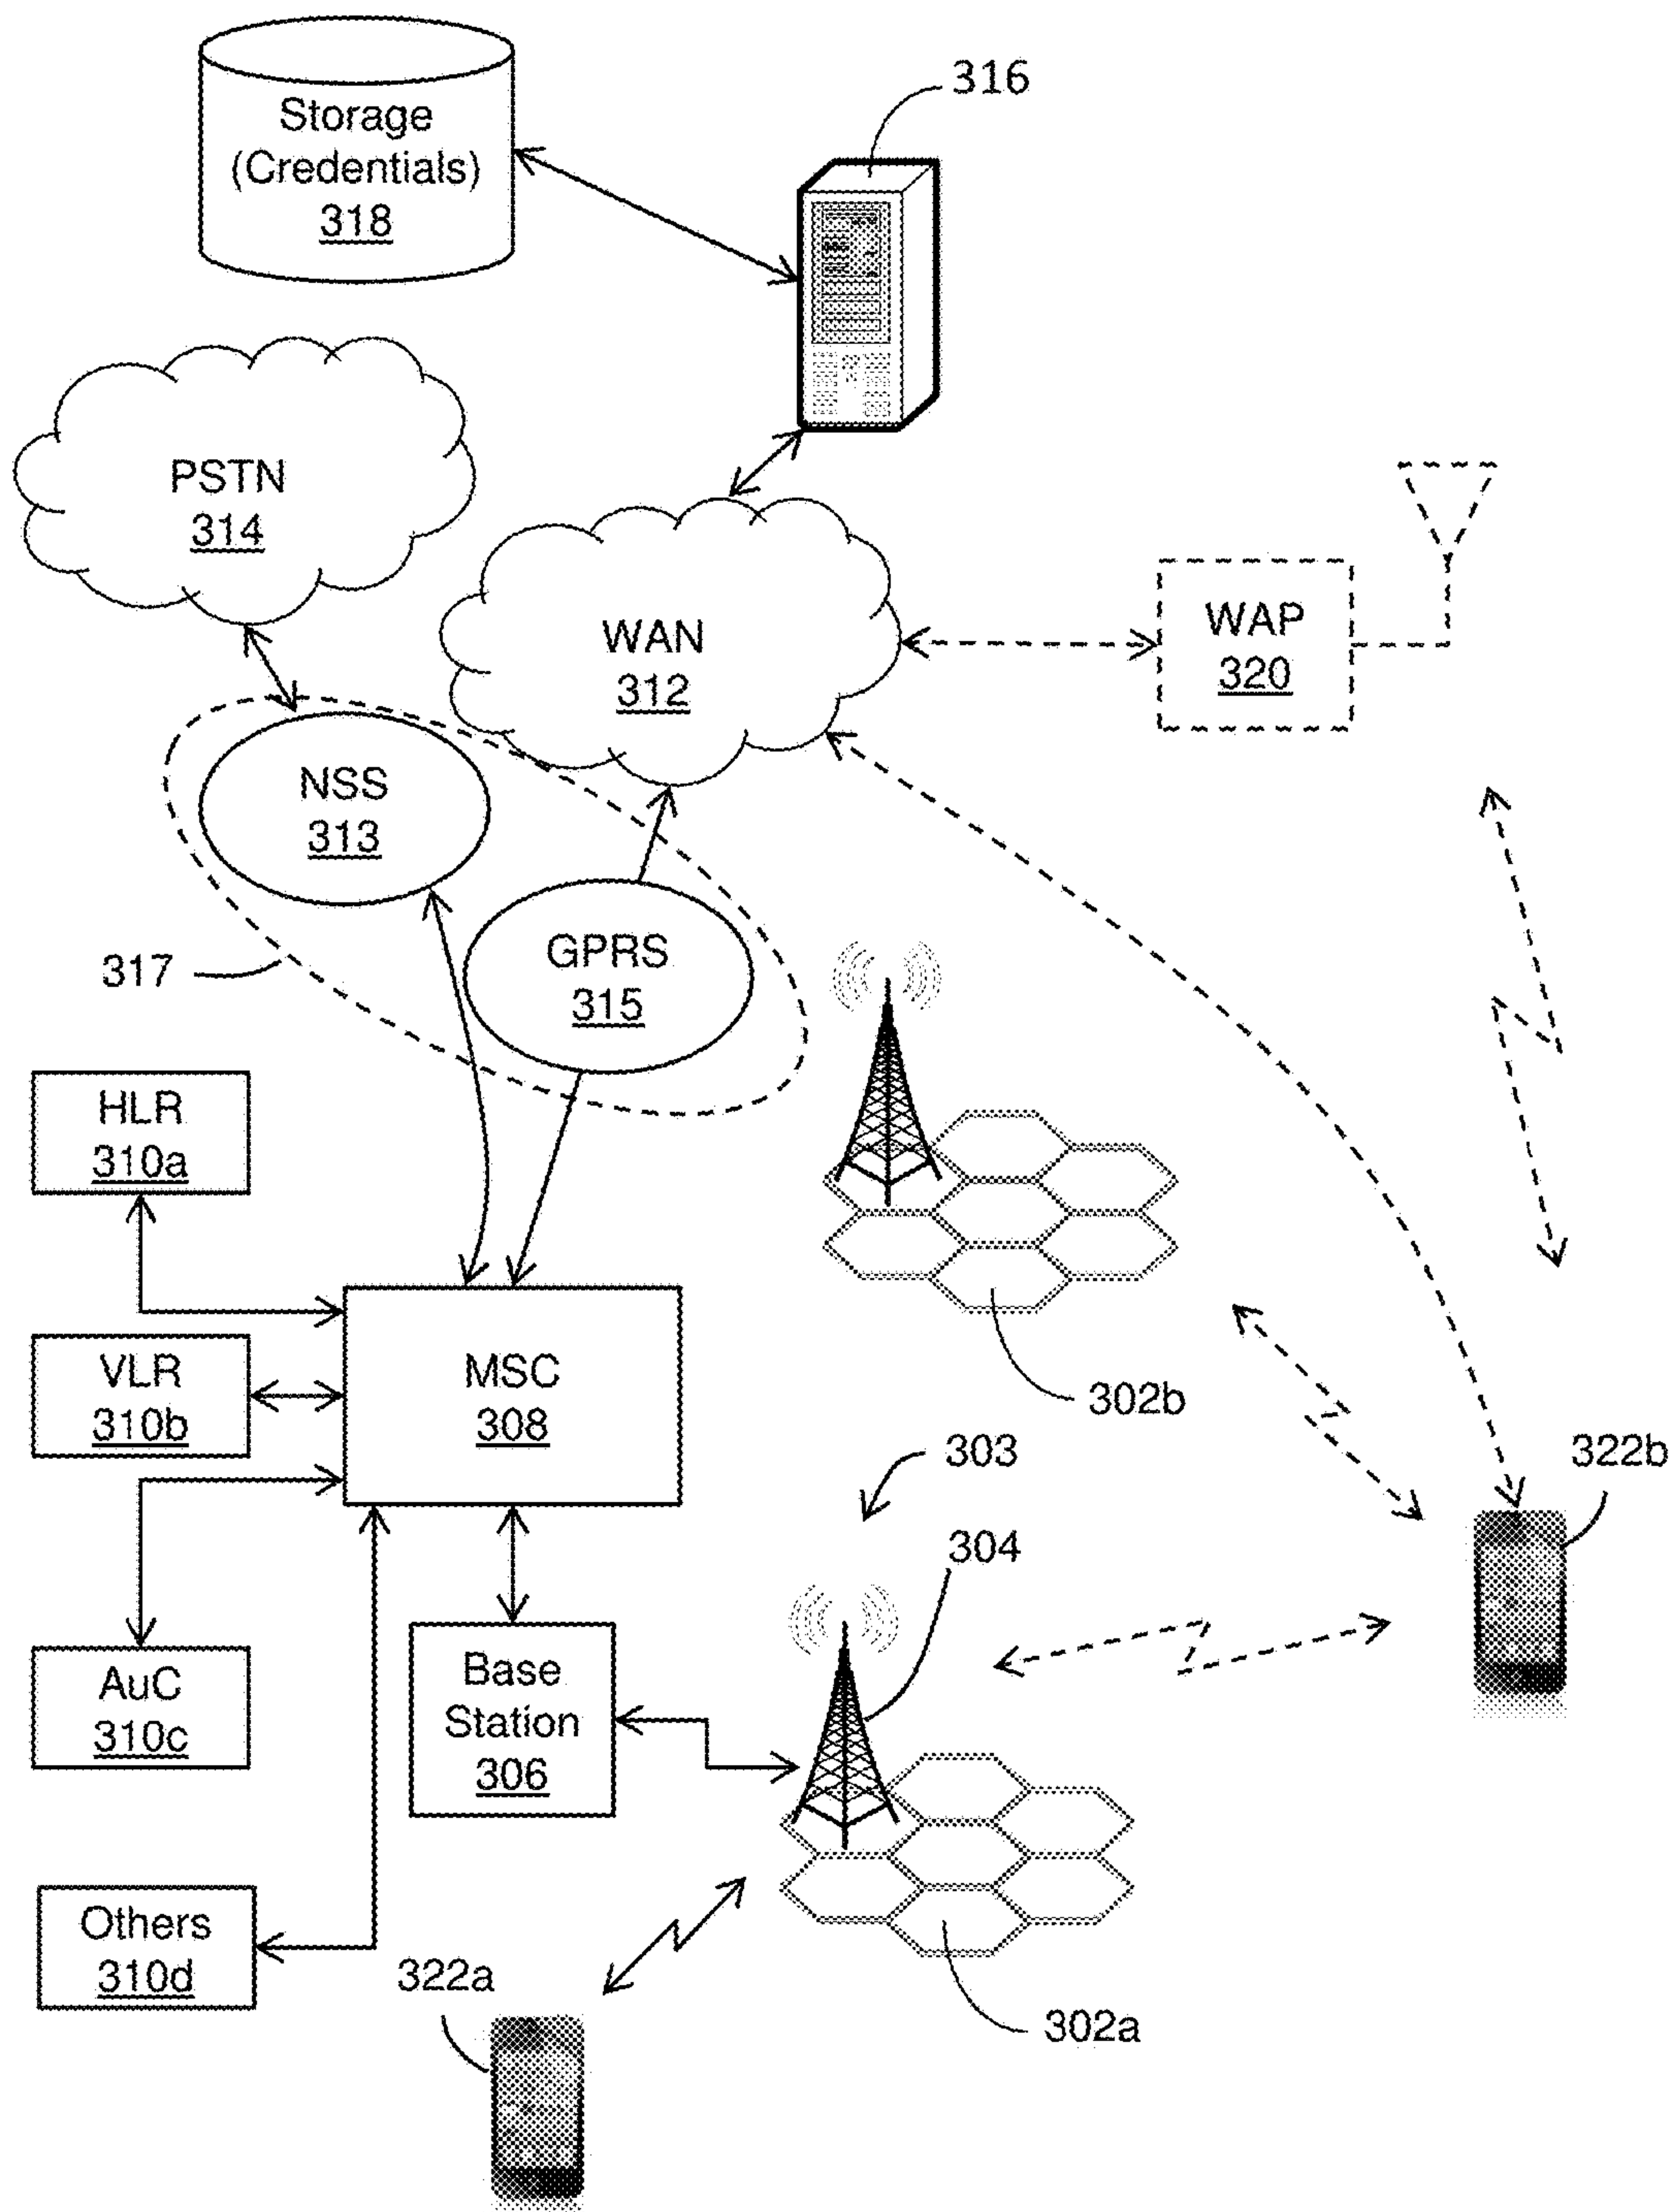 316
Storage
(Credentials)
318
PSTN
314
WAN
312
WAP
320
NSS
313
GPRS
315
317
HLR
310a
VLR
310b
MSC
308
302b
303
322b
304
AuC
310c
Base
Station
306
Others
310d
322a
302a